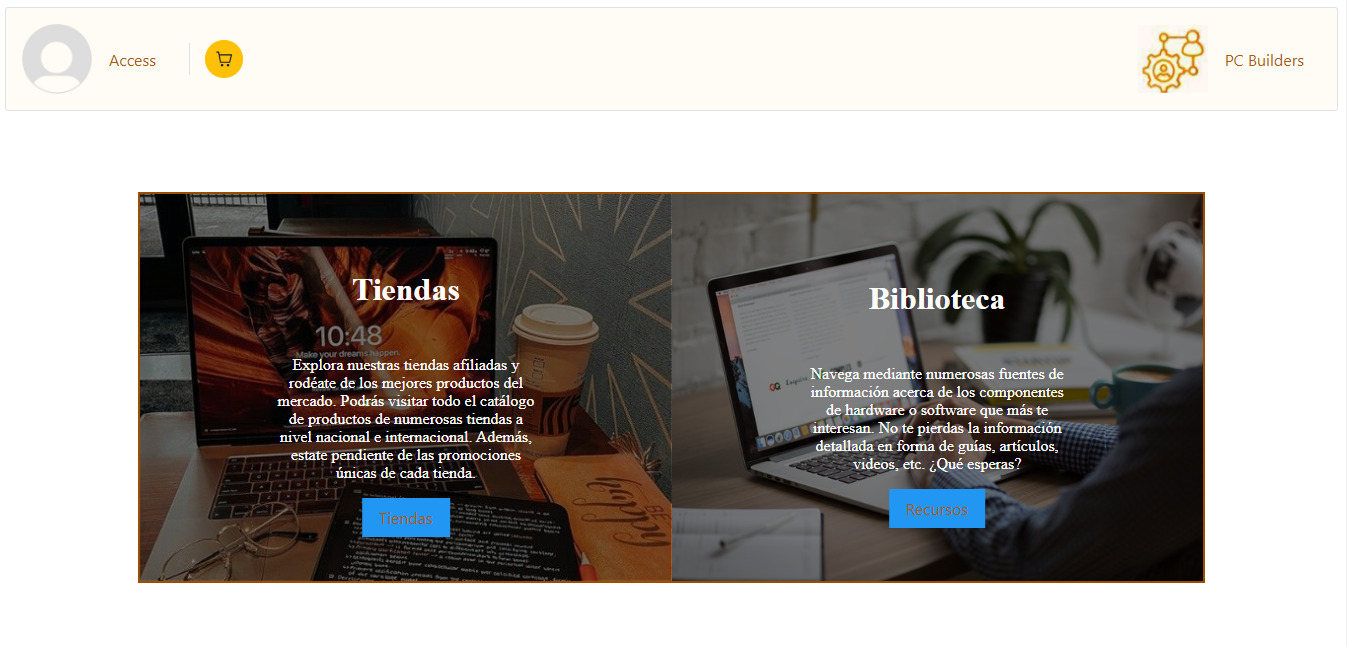 Access
PC Builders
Tiendas
10:48
Make your dreams happen.
Explora nuestras tiendas afiliadas y
rodéate de los mejores productos del
mercado. Podrás visitar todo el catálogo
de productos de numerosas tiendas a
nivel nacional e internacional. Además,
estate pendiente de las promociones
únicas de cada tienda.
Tiendas
happy
Biblioteca
Navega mediante numerosas fuentes de
información acerca de los componentes
de hardware o software que más te
interesan. No te pierdas la información
detallada en forma de guías, artículos,
videos, etc. ¿Qué esperas?
Recursos